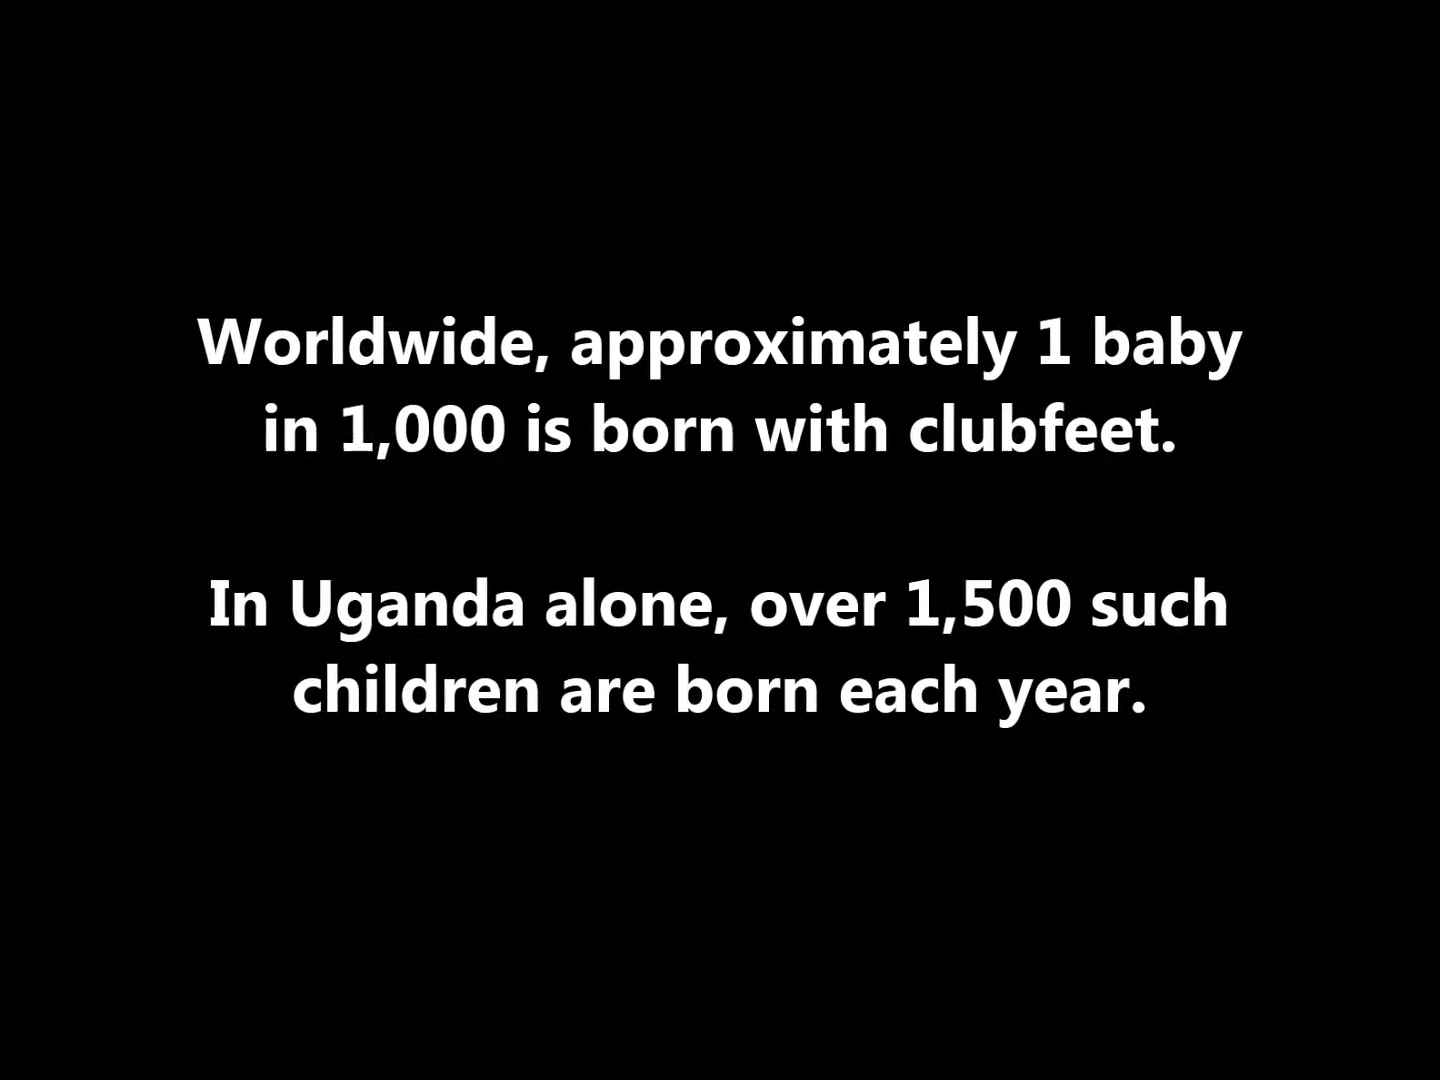 Worldwide, approximately 1 baby
in 1,000 is born with clubfeet.
In Uganda alone, over 1,500 such
children are born each year.